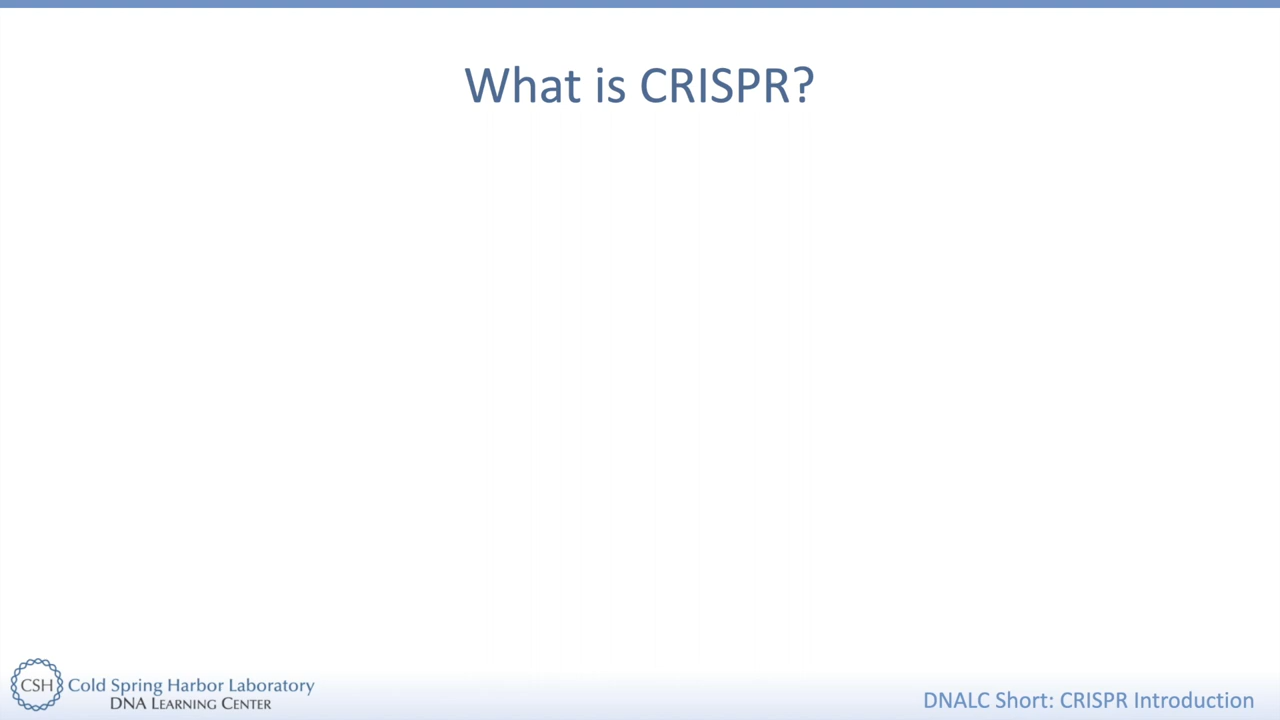 What is CRISPR?
CSH
Cold Spring Harbor Laboratory
DNA LEARNING CENTER
DNALC Short: CRISPR Introduction